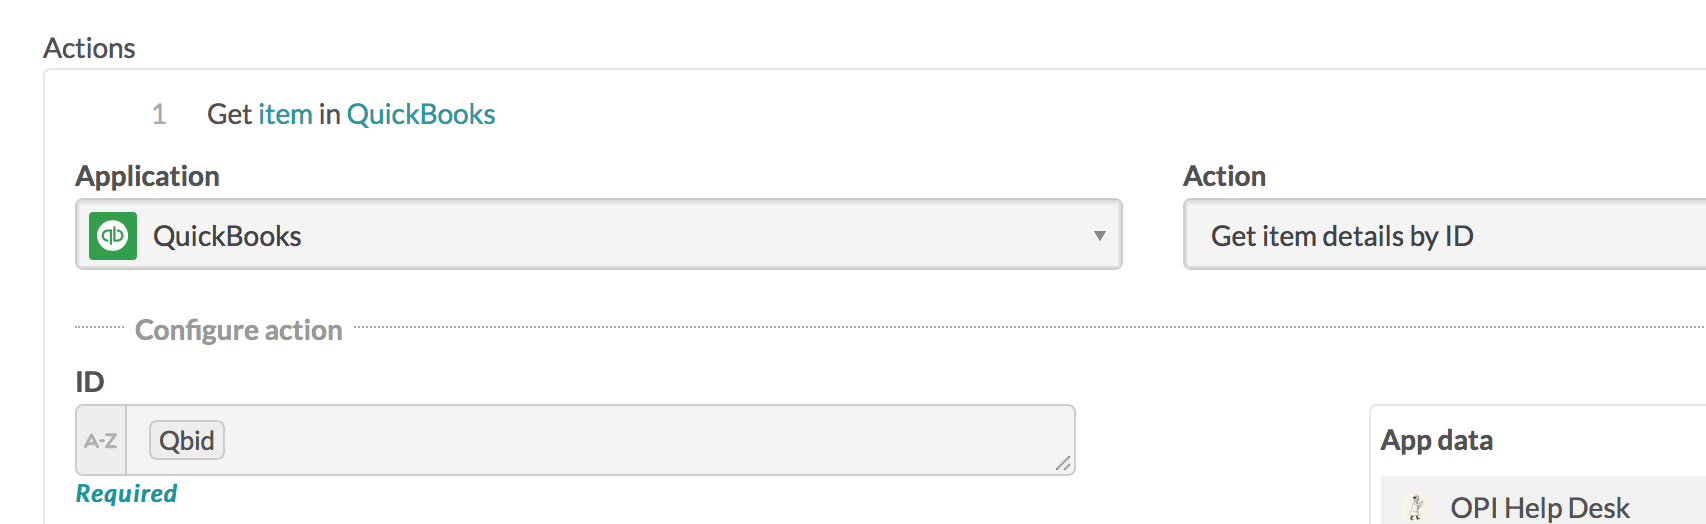 Actions
1 Get item in QuickBooks
Application
Action
qb QuickBooks
Get item details by ID
Configure action
ID
A-Z Qbid
Required
App data
OPI Help Desk